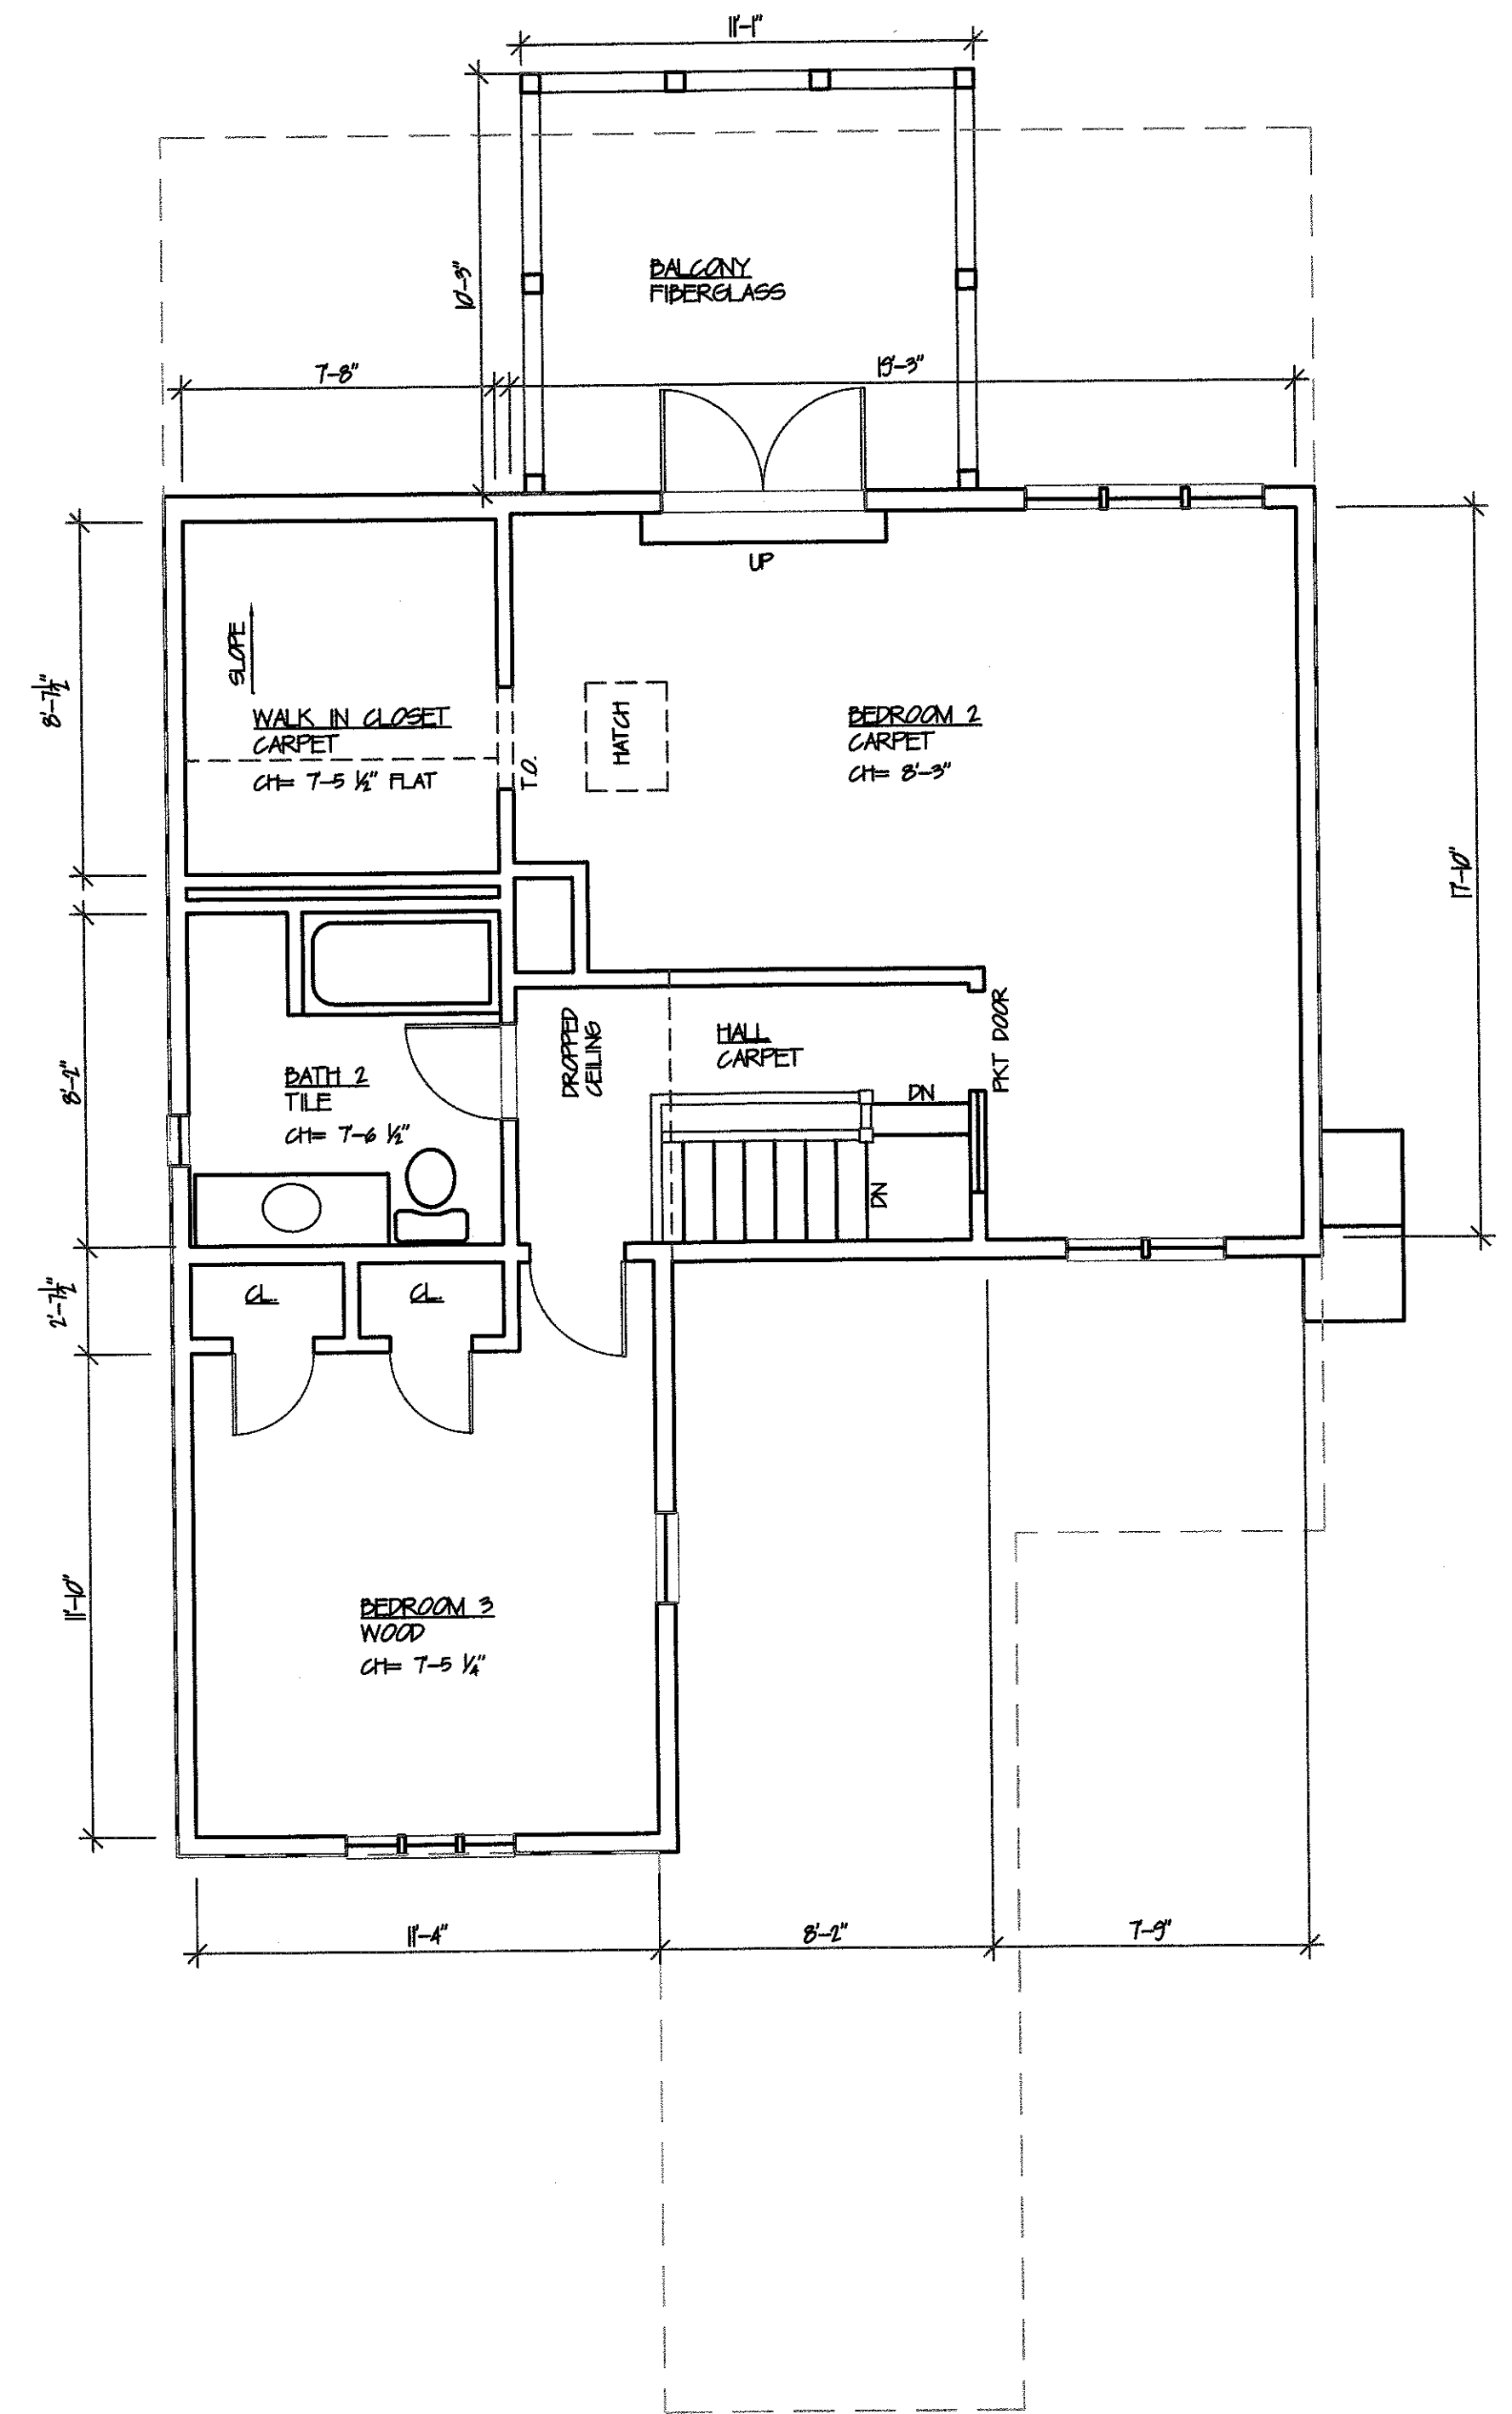 11'-1"
10'-3"
BALCONY
FIBERGLASS
7'-8"
19'-3"
UP
SLOPE
8'-7½"
WALK IN CLOSET
CARPET
CH= 7'-5 ½" FLAT
T.O.
HATCH
BEDROOM 2
CARPET
CH= 8'-3"
17'-10"
DROPPED
CEILING
HALL
CARPET
PKT DOOR
8'-2"
BATH 2
TILE
CH= 7'-6 ½"
DN
DN
2'-7½"
CL.
CL.
11'-10"
BEDROOM 3
WOOD
CH= 7'-5 ¼"
11'-4"
8'-2"
7'-9"